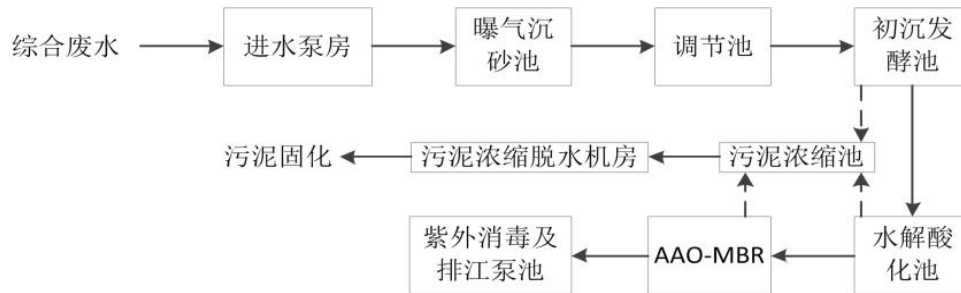 综合废水
进水泵房
曝气沉
砂池
调节池
初沉发
酵池
污泥固化
污泥浓缩脱水机房
污泥浓缩池
紫外消毒及
排江泵池
AAO-MBR
水解酸
化池